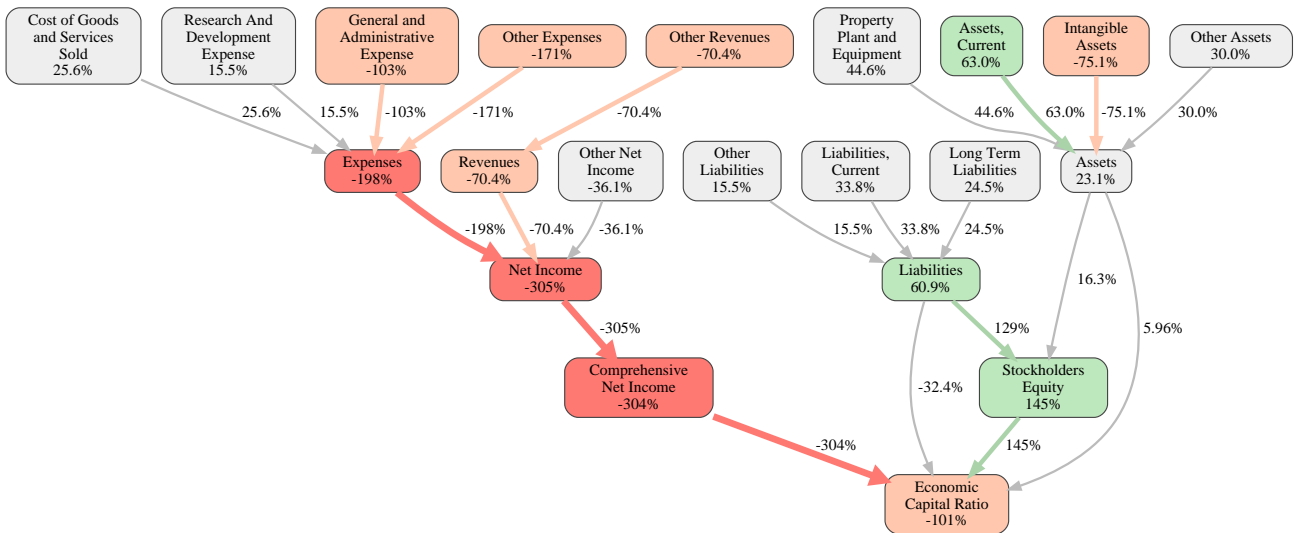 Cost of Goods
and Services
Sold
25.6%
Research And
Development
Expense
15.5%
General and
Administrative
Expense
-103%
Other Expenses
-171%
Other Revenues
-70.4%
Property
Plant and
Equipment
44.6%
Assets,
Current
63.0%
Intangible
Assets
-75.1%
Other Assets
30.0%
25.6%
15.5%
-103%
-171%
-70.4%
44.6%
63.0%
-75.1%
30.0%
Expenses
-198%
Revenues
-70.4%
Other Net
Income
-36.1%
Other
Liabilities
15.5%
Liabilities,
Current
33.8%
Long Term
Liabilities
24.5%
Assets
23.1%
-198%
-70.4%
-36.1%
15.5%
33.8%
24.5%
Net Income
-305%
Liabilities
60.9%
16.3%
-305%
129%
5.96%
Comprehensive
Net Income
-304%
-32.4%
Stockholders
Equity
145%
-304%
145%
Economic
Capital Ratio
-101%